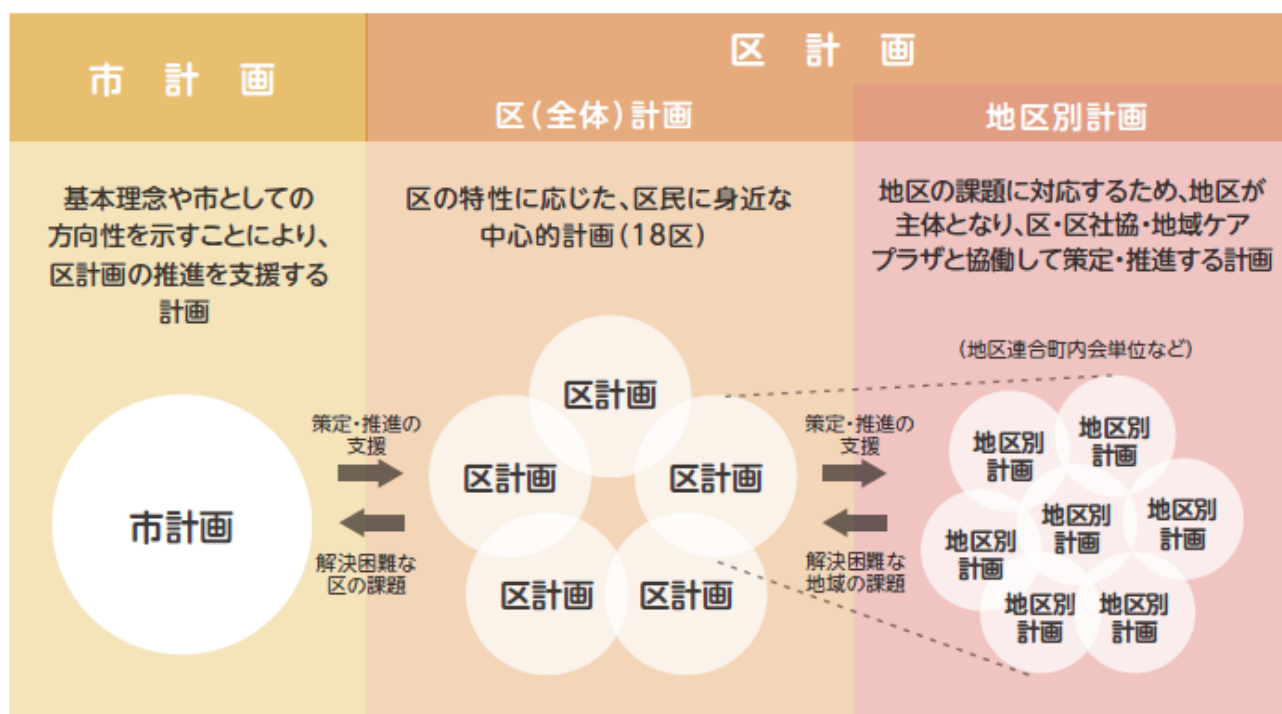 市計画
区計画
区(全体)計画
地区別計画
基本理念や市としての
方向性を示すことにより、
区計画の推進を支援する
計画
区の特性に応じた、区民に身近な
中心的計画(18区)
地区の課題に対応するため、地区が
主体となり、区・区社協・地域ケア
プラザと協働して策定・推進する計画
(地区連合町内会単位など)
市計画
策定・推進の
支援
解決困難な
区の課題
区計画
区計画
区計画
区計画
区計画
策定・推進の
支援
解決困難な
地域の課題
地区別
計画
地区別
計画
地区別
計画
地区別
計画
地区別
計画
地区別
計画
地区別
計画